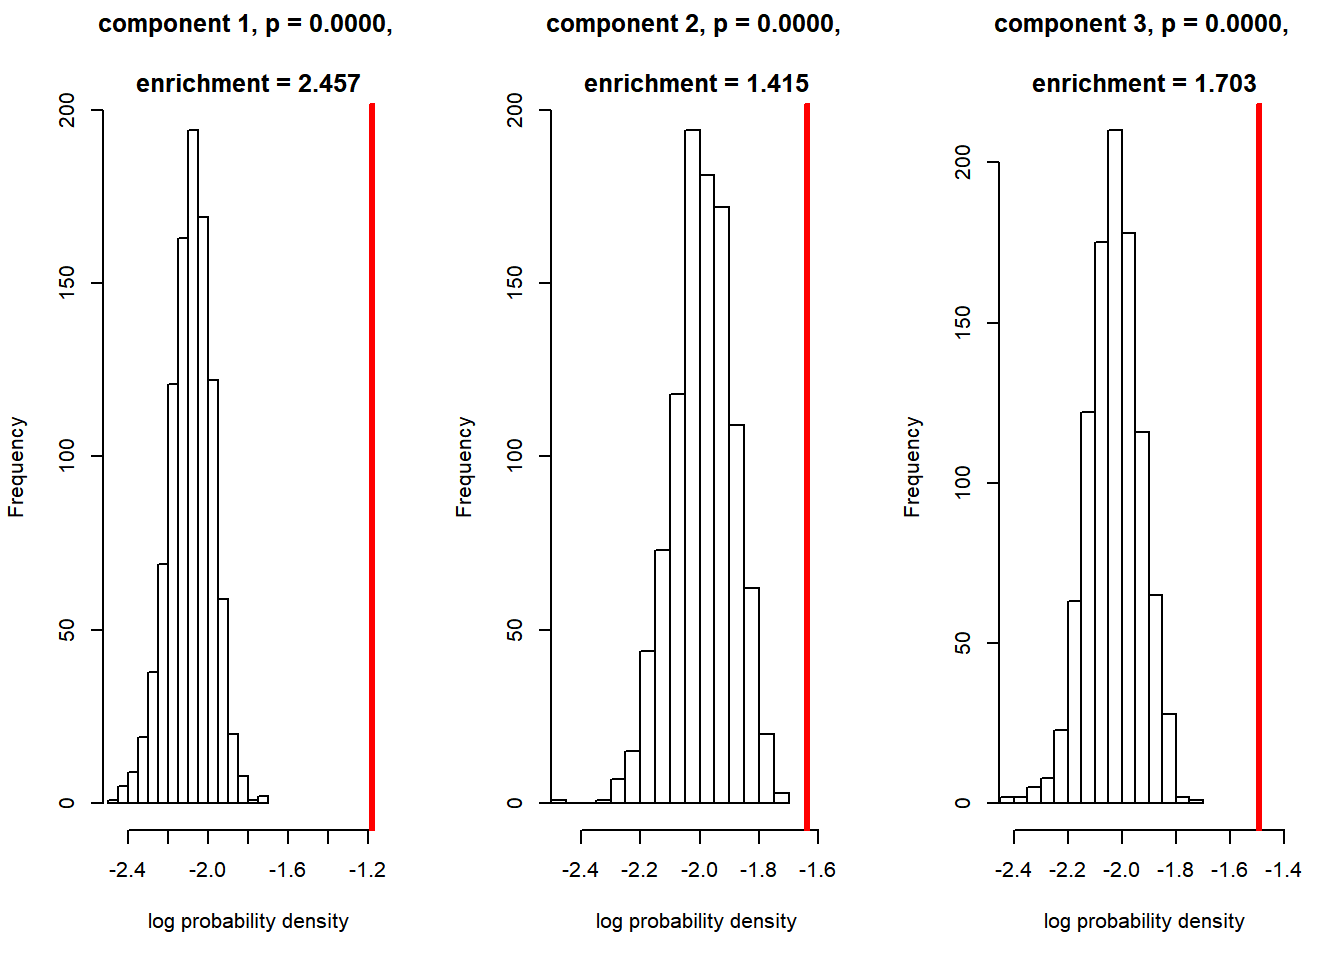 component 1, p = 0.0000,
enrichment = 2.457
Frequency
200
150
100
50
0
-2.4 -2.0 -1.6 -1.2
log probability density
component 2, p = 0.0000,
enrichment = 1.415
Frequency
200
150
100
50
0
-2.4 -2.2 -2.0 -1.8 -1.6
log probability density
component 3, p = 0.0000,
enrichment = 1.703
Frequency
200
150
100
50
0
-2.4 -2.2 -2.0 -1.8 -1.6 -1.4
log probability density